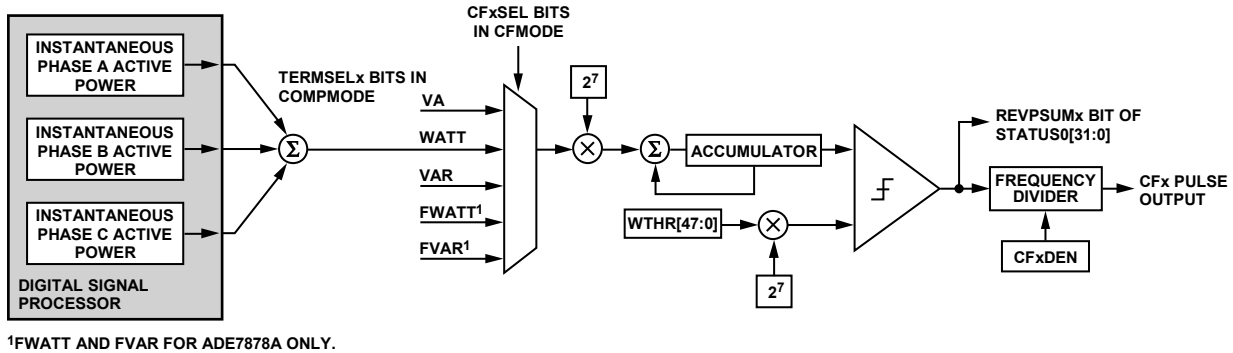 INSTANTANEOUS
PHASE A ACTIVE
POWER
INSTANTANEOUS
PHASE B ACTIVE
POWER
INSTANTANEOUS
PHASE C ACTIVE
POWER
DIGITAL SIGNAL
PROCESSOR
Σ
TERMSELx BITS IN
COMPMODE
CFxSEL BITS
IN CFMODE
VA
WATT
VAR
FWATT¹
FVAR¹
2⁷
×
Σ
ACCUMULATOR
WTHR[47:0]
×
2⁷
REVPSUMx BIT OF
STATUS0[31:0]
FREQUENCY
DIVIDER
CFx PULSE
OUTPUT
CFxDEN
¹FWATT AND FVAR FOR ADE7878A ONLY.